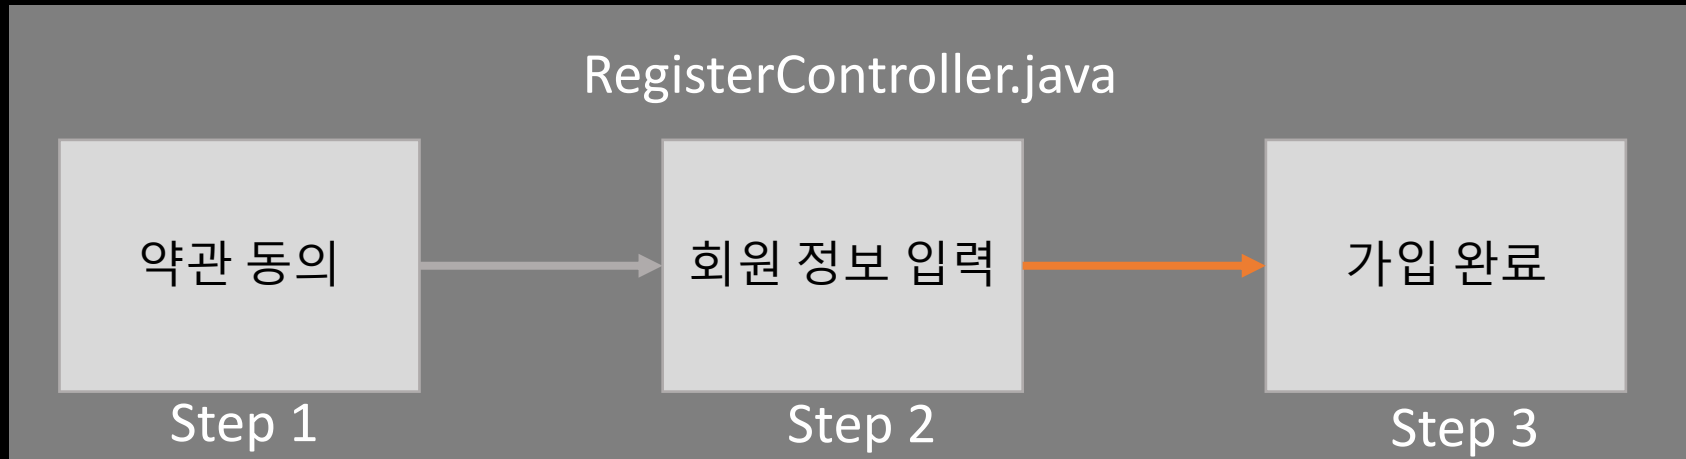 RegisterController.java
약관 동의
회원 정보 입력
가입 완료
Step 1
Step 2
Step 3